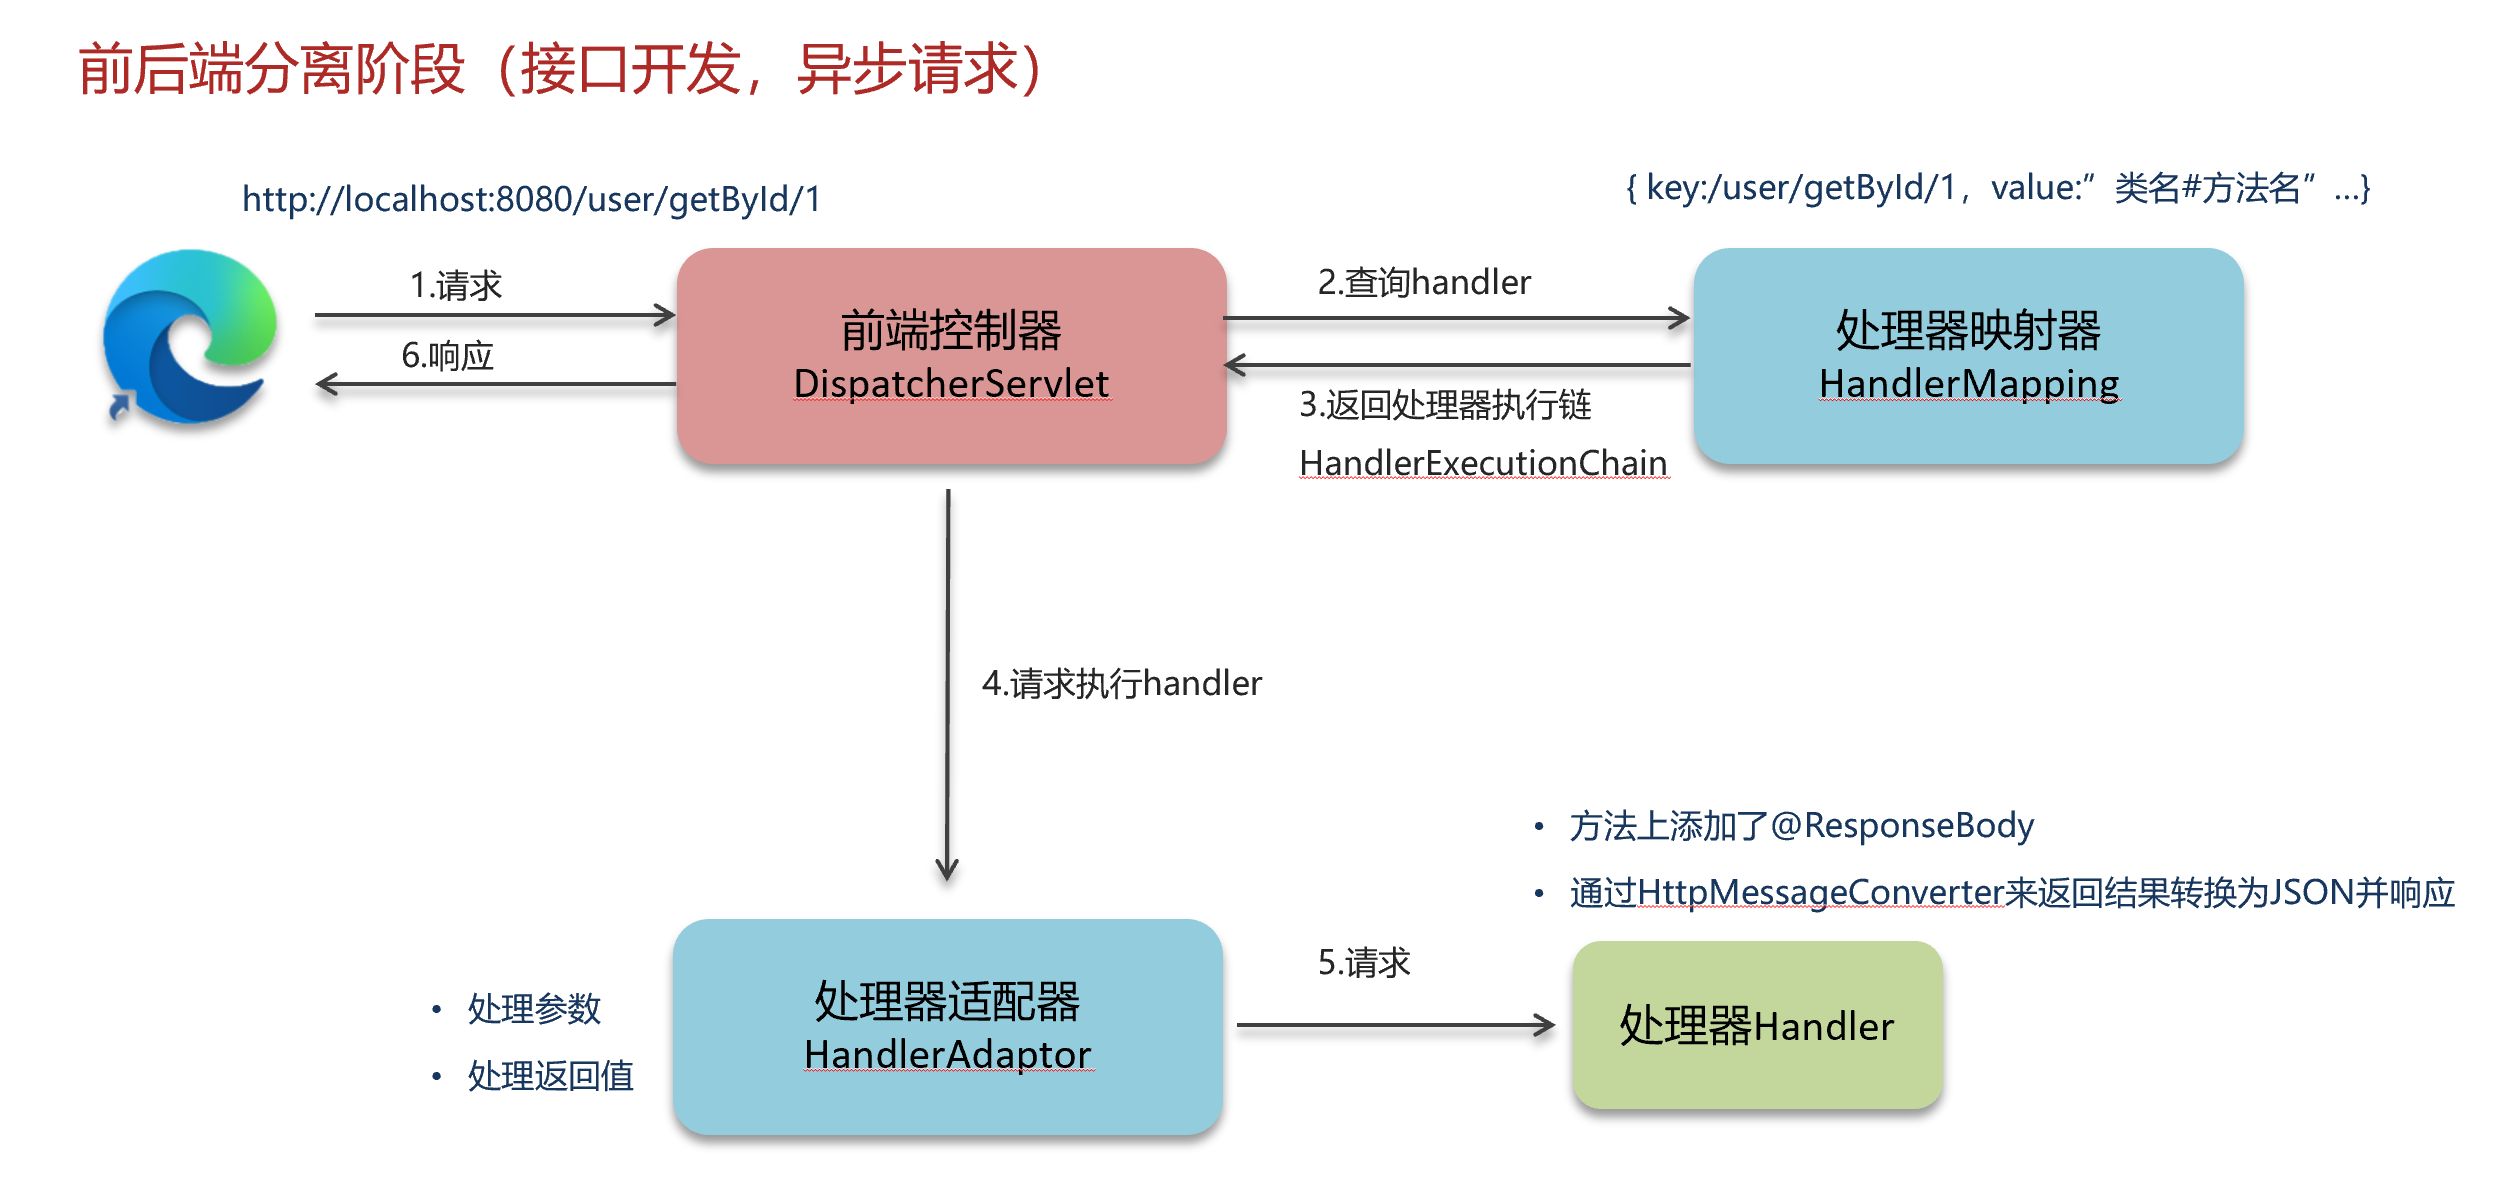 前后端分离阶段（接口开发，异步请求）
http://localhost:8080/user/getById/1
{ key:/user/getById/1，value:”类名#方法名”...}
1.请求
6.响应
前端控制器
DispatcherServlet
2.查询handler
3.返回处理器执行链
HandlerExecutionChain
处理器映射器
HandlerMapping
4.请求执行handler
• 方法上添加了@ResponseBody
• 通过HttpMessageConverter来返回结果转换为JSON并响应
• 处理参数
• 处理返回值
处理器适配器
HandlerAdaptor
5.请求
处理器Handler